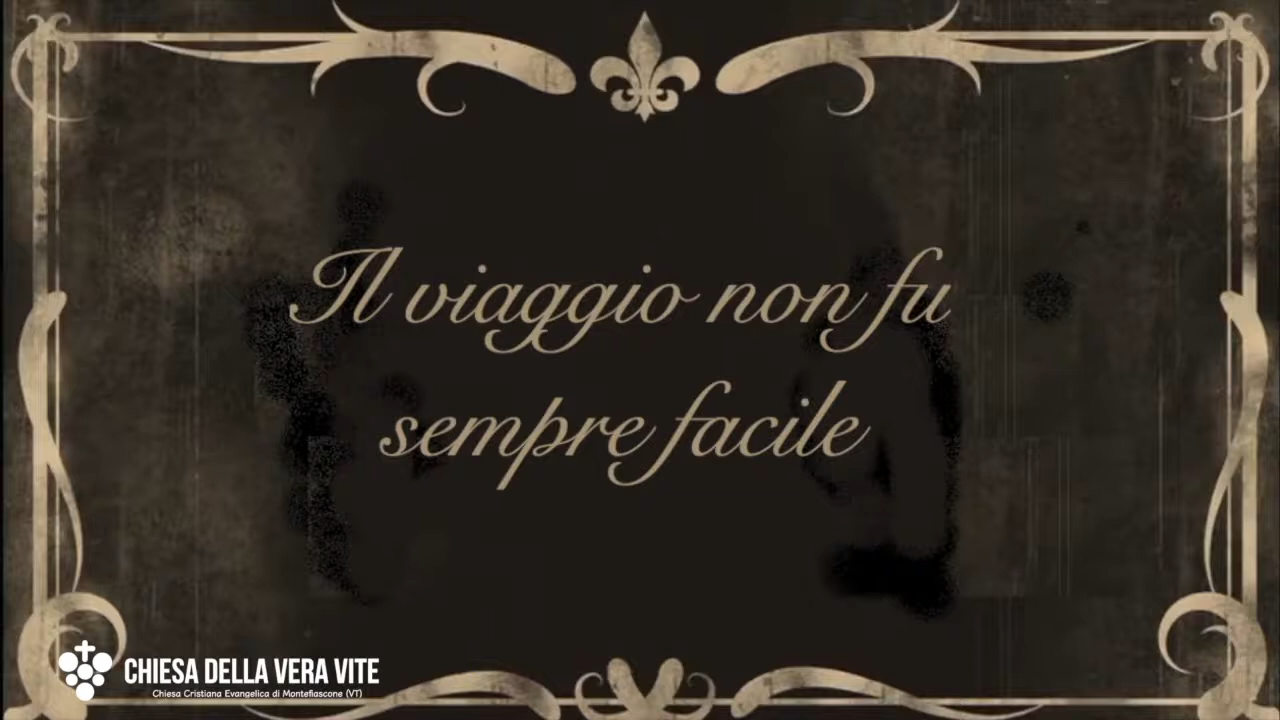 Il viaggio non fu
sempre facile
CHIESA DELLA VERA VITE
Chiesa Cristiana Evangelica di Montefiascone (VT)